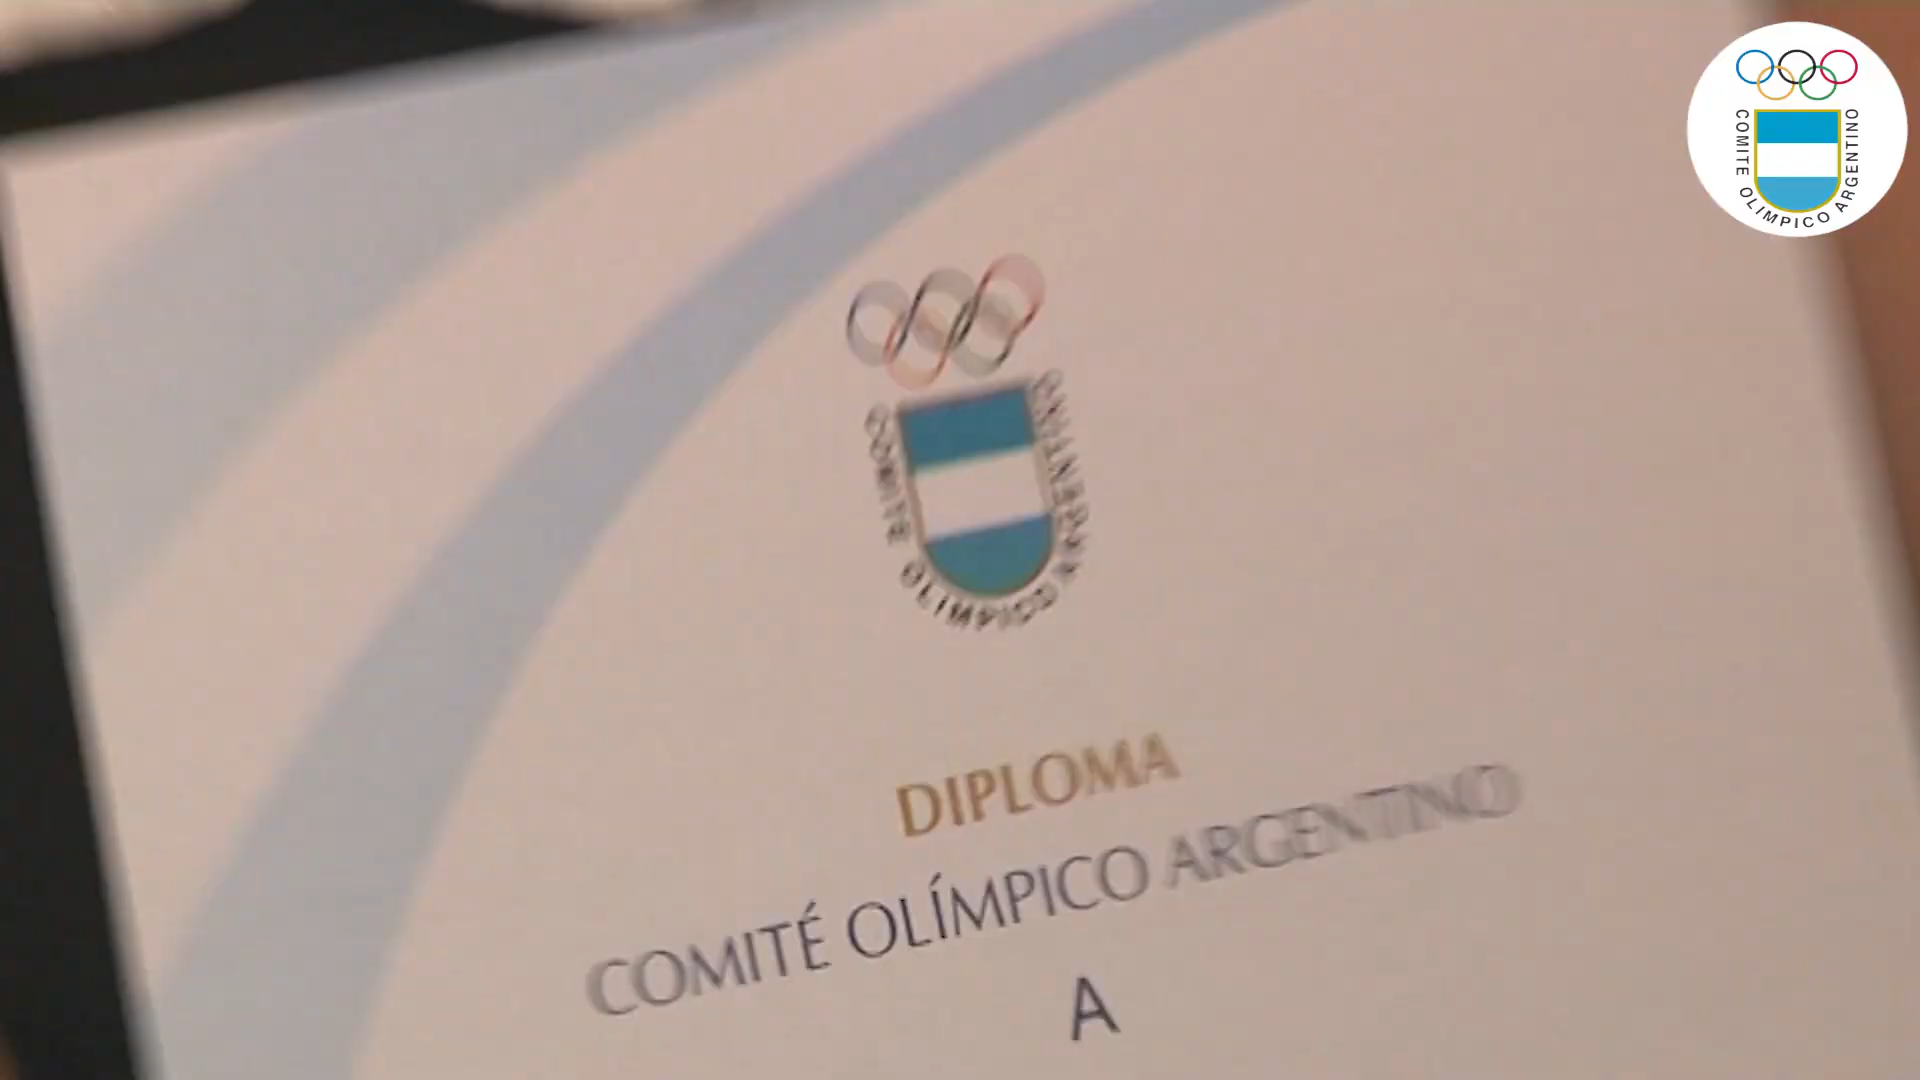 COMITE OLIMPICO ARGENTINO
COMITE OLIMPICO ARGENTINO
DIPLOMA
COMITÉ OLÍMPICO ARGENTINO
A